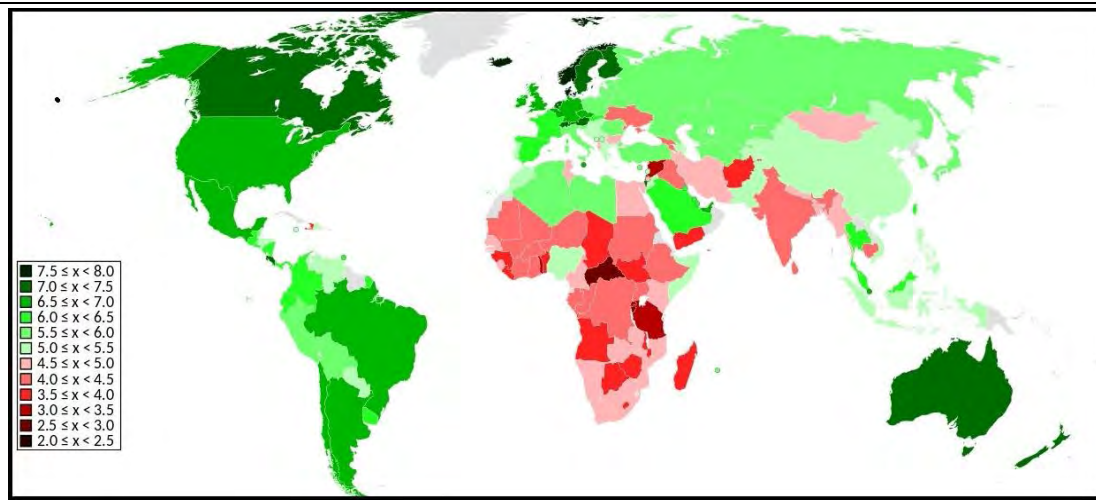 7.5 ≤ x < 8.0
7.0 ≤ x < 7.5
6.5 ≤ x < 7.0
6.0 ≤ x < 6.5
5.5 ≤ x < 6.0
5.0 ≤ x < 5.5
4.5 ≤ x < 5.0
4.0 ≤ x < 4.5
3.5 ≤ x < 4.0
3.0 ≤ x < 3.5
2.5 ≤ x < 3.0
2.0 ≤ x < 2.5